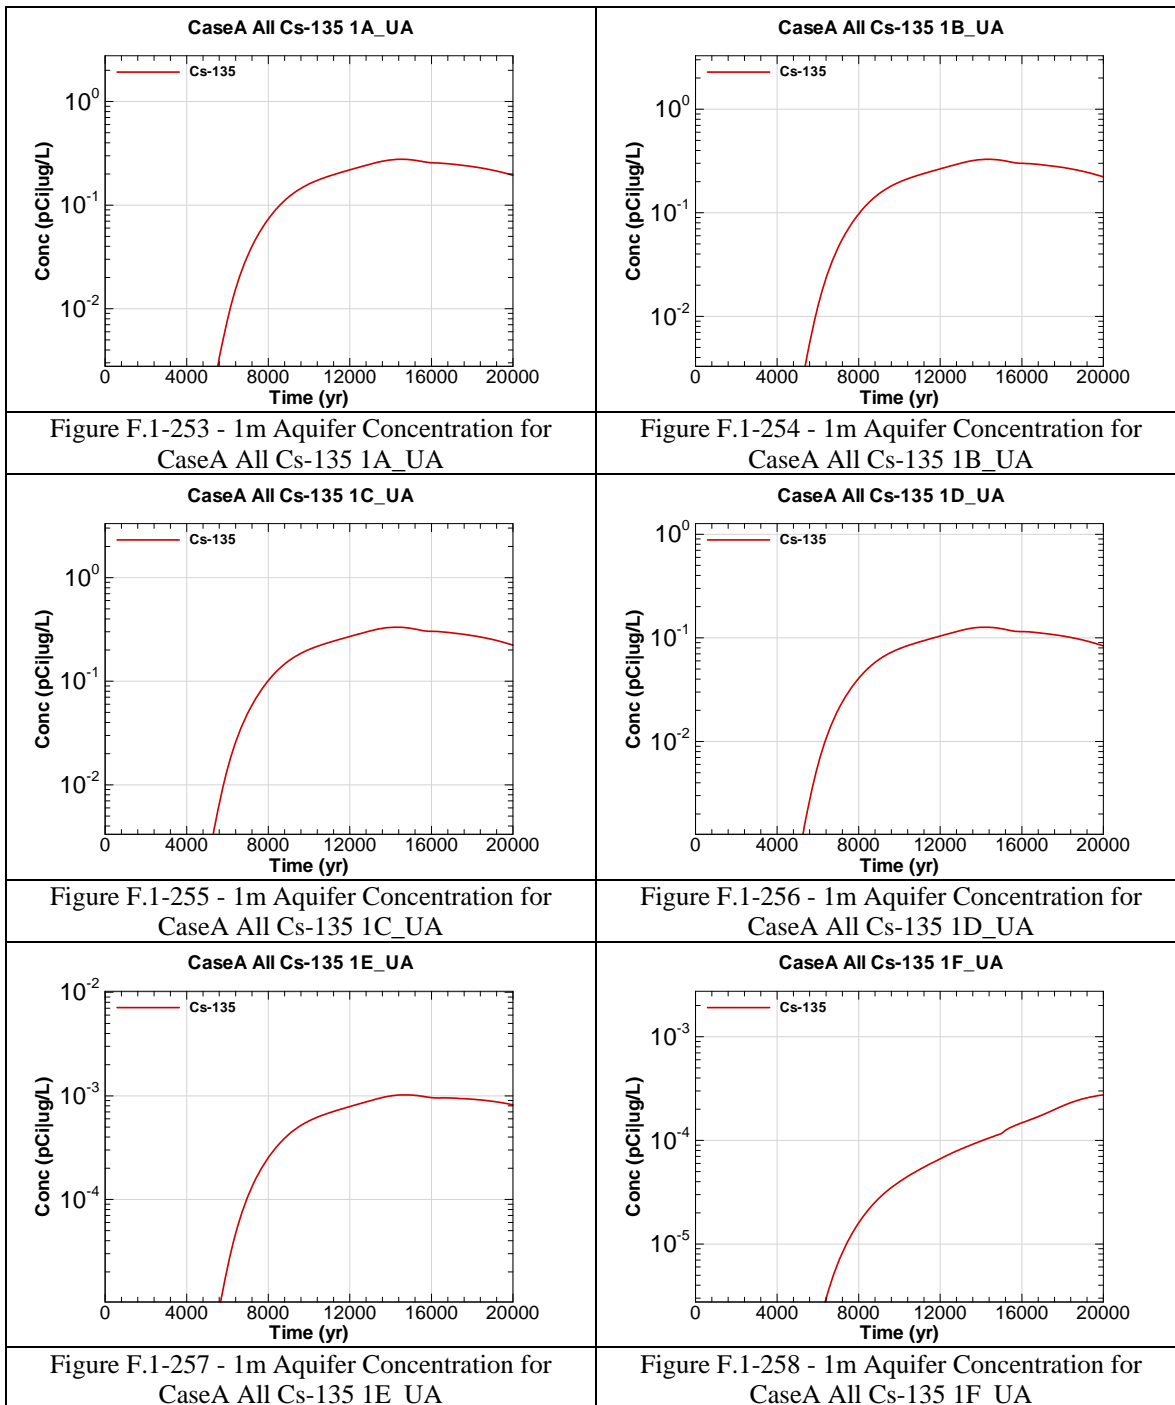 CaseA All Cs-135 1A_UA
Cs-135
10^0
10^-1
10^-2
Conc (pCi|ug/L)
0 4000 8000 12000 16000 20000
Time (yr)
Figure F.1-253 - 1m Aquifer Concentration for
CaseA All Cs-135 1A_UA
CaseA All Cs-135 1B_UA
Cs-135
10^0
10^-1
10^-2
Conc (pCi|ug/L)
0 4000 8000 12000 16000 20000
Time (yr)
Figure F.1-254 - 1m Aquifer Concentration for
CaseA All Cs-135 1B_UA
CaseA All Cs-135 1C_UA
Cs-135
10^0
10^-1
10^-2
Conc (pCi|ug/L)
0 4000 8000 12000 16000 20000
Time (yr)
Figure F.1-255 - 1m Aquifer Concentration for
CaseA All Cs-135 1C_UA
CaseA All Cs-135 1D_UA
Cs-135
10^0
10^-1
10^-2
Conc (pCi|ug/L)
0 4000 8000 12000 16000 20000
Time (yr)
Figure F.1-256 - 1m Aquifer Concentration for
CaseA All Cs-135 1D_UA
CaseA All Cs-135 1E_UA
Cs-135
10^-2
10^-3
10^-4
Conc (pCi|ug/L)
0 4000 8000 12000 16000 20000
Time (yr)
Figure F.1-257 - 1m Aquifer Concentration for
CaseA All Cs-135 1E_UA
CaseA All Cs-135 1F_UA
Cs-135
10^-3
10^-4
10^-5
Conc (pCi|ug/L)
0 4000 8000 12000 16000 20000
Time (yr)
Figure F.1-258 - 1m Aquifer Concentration for
CaseA All Cs-135 1F_UA